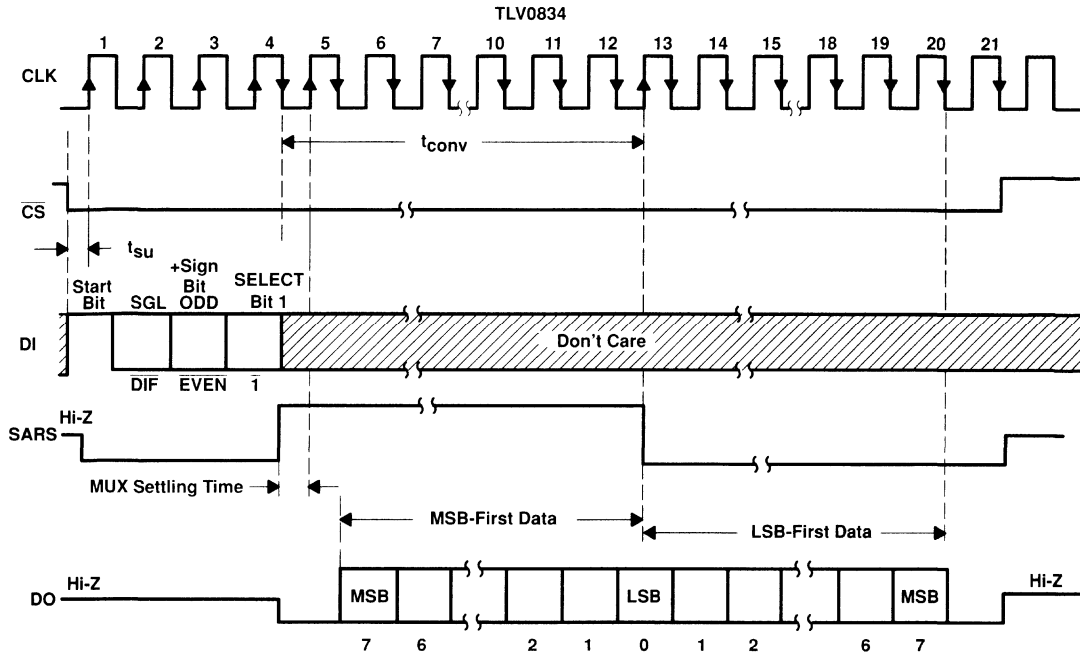 TLV0834
1 2 3 4 5 6 7 10 11 12 13 14 15 18 19 20 21
CLK
tconv
CS
tsu
Start Bit
SGL
+Sign Bit ODD
SELECT Bit 1
DI
Don't Care
DIF EVEN 1
Hi-Z
SARS
MUX Settling Time
MSB-First Data
LSB-First Data
Hi-Z
Hi-Z
DO
MSB LSB MSB
7 6 2 1 0 1 2 6 7